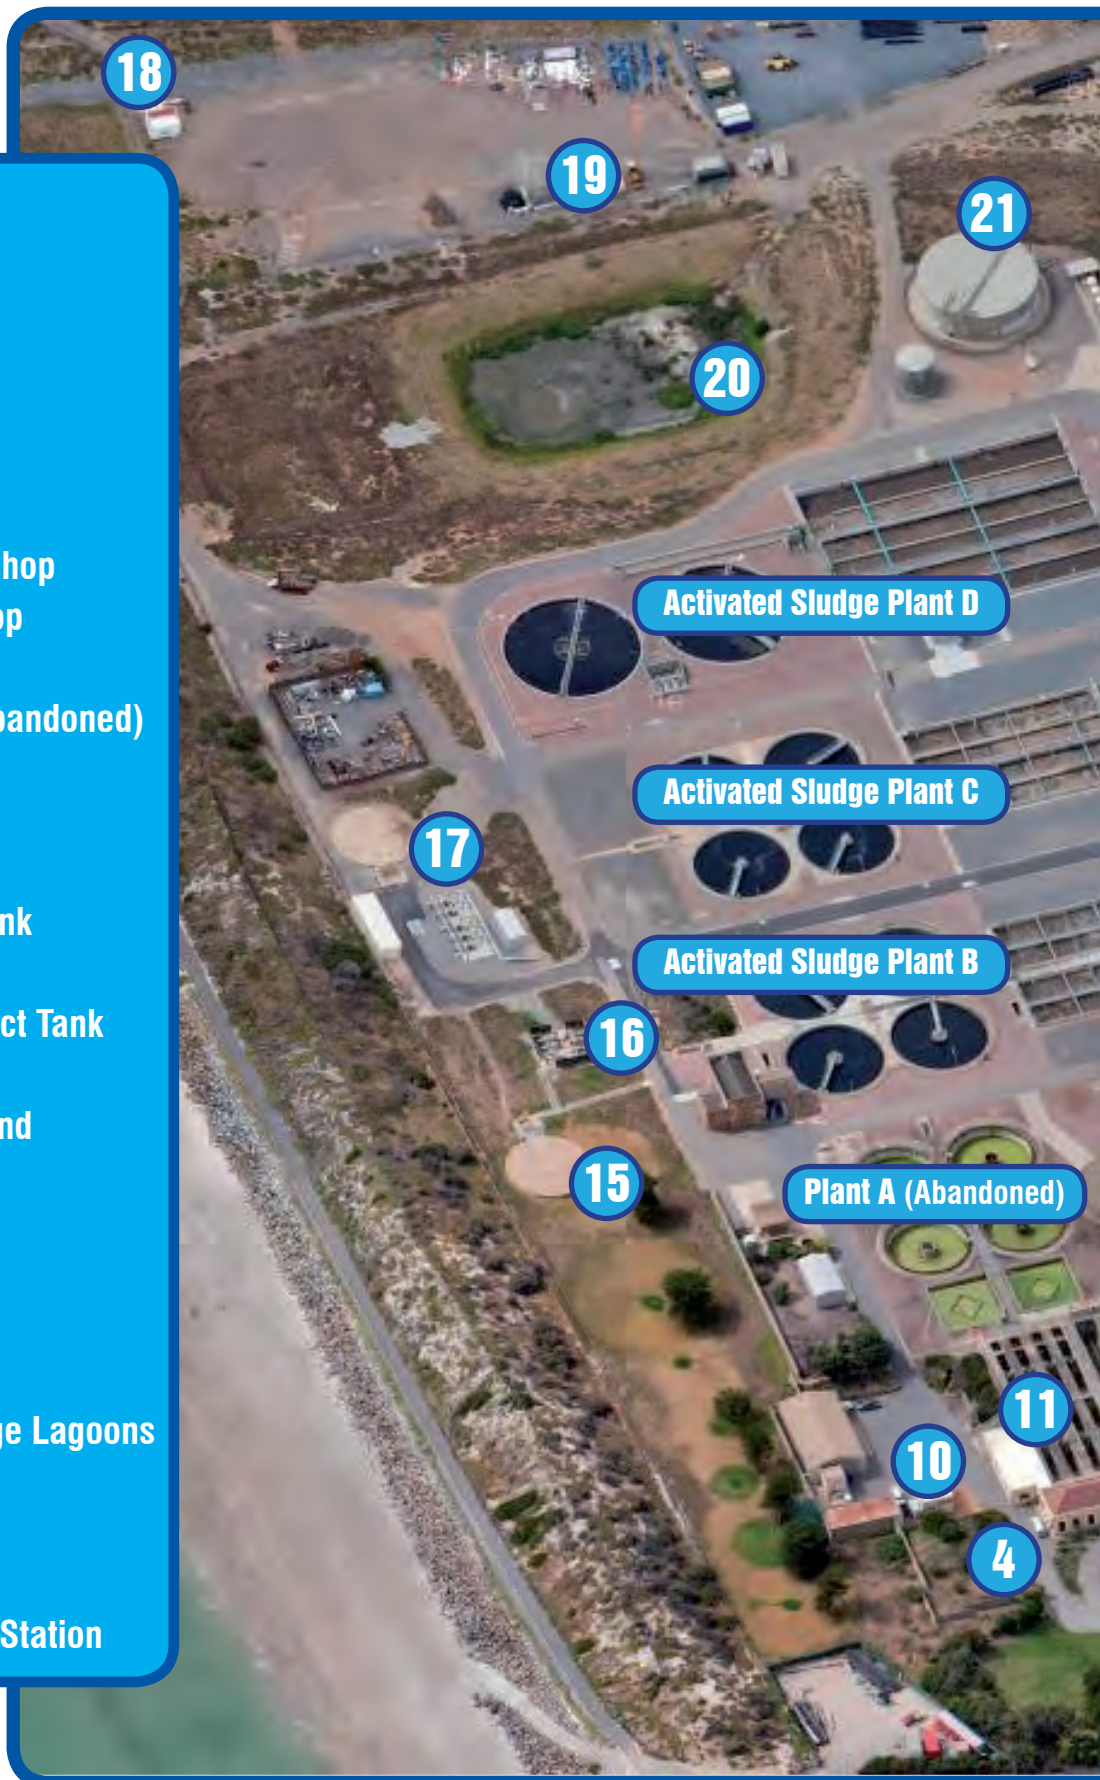 18
19
21
20
hop
op
bandoned)
nk
ct Tank
nd
ge Lagoons
Station
Activated Sludge Plant D
Activated Sludge Plant C
17
Activated Sludge Plant B
16
15
Plant A (Abandoned)
11
10
4